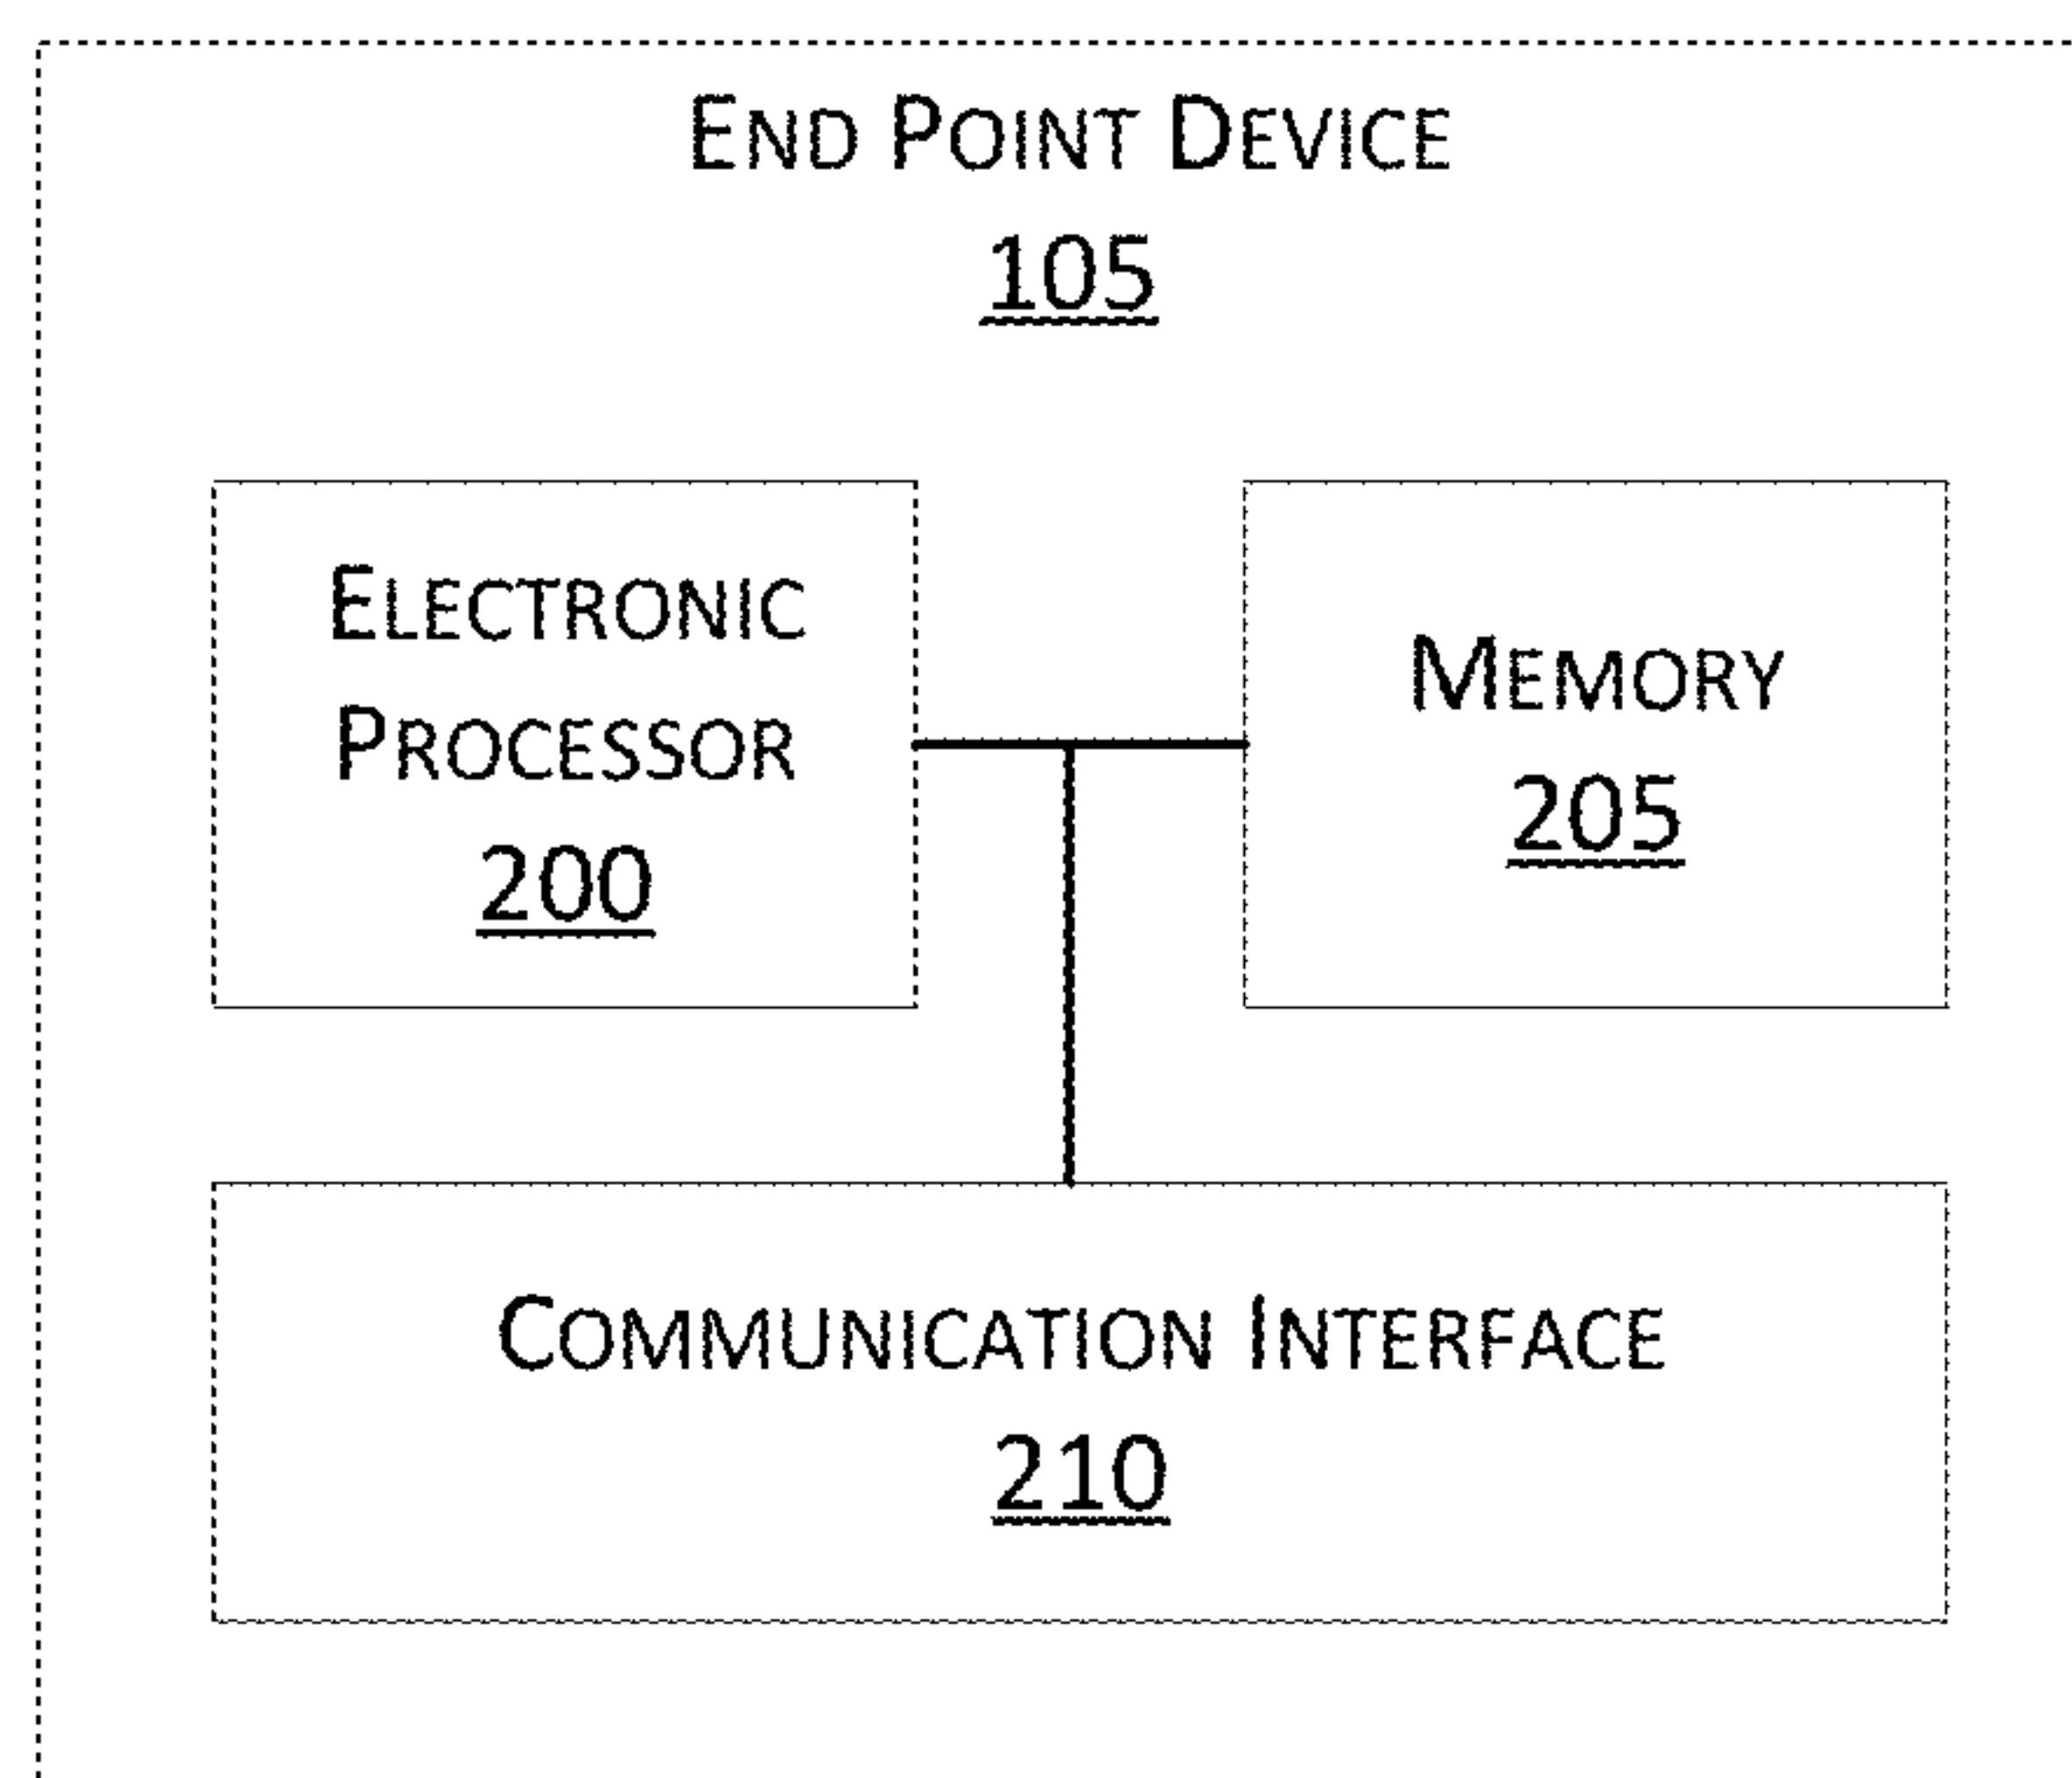 END POINT DEVICE
105
ELECTRONIC
PROCESSOR
200
MEMORY
205
COMMUNICATION INTERFACE
210